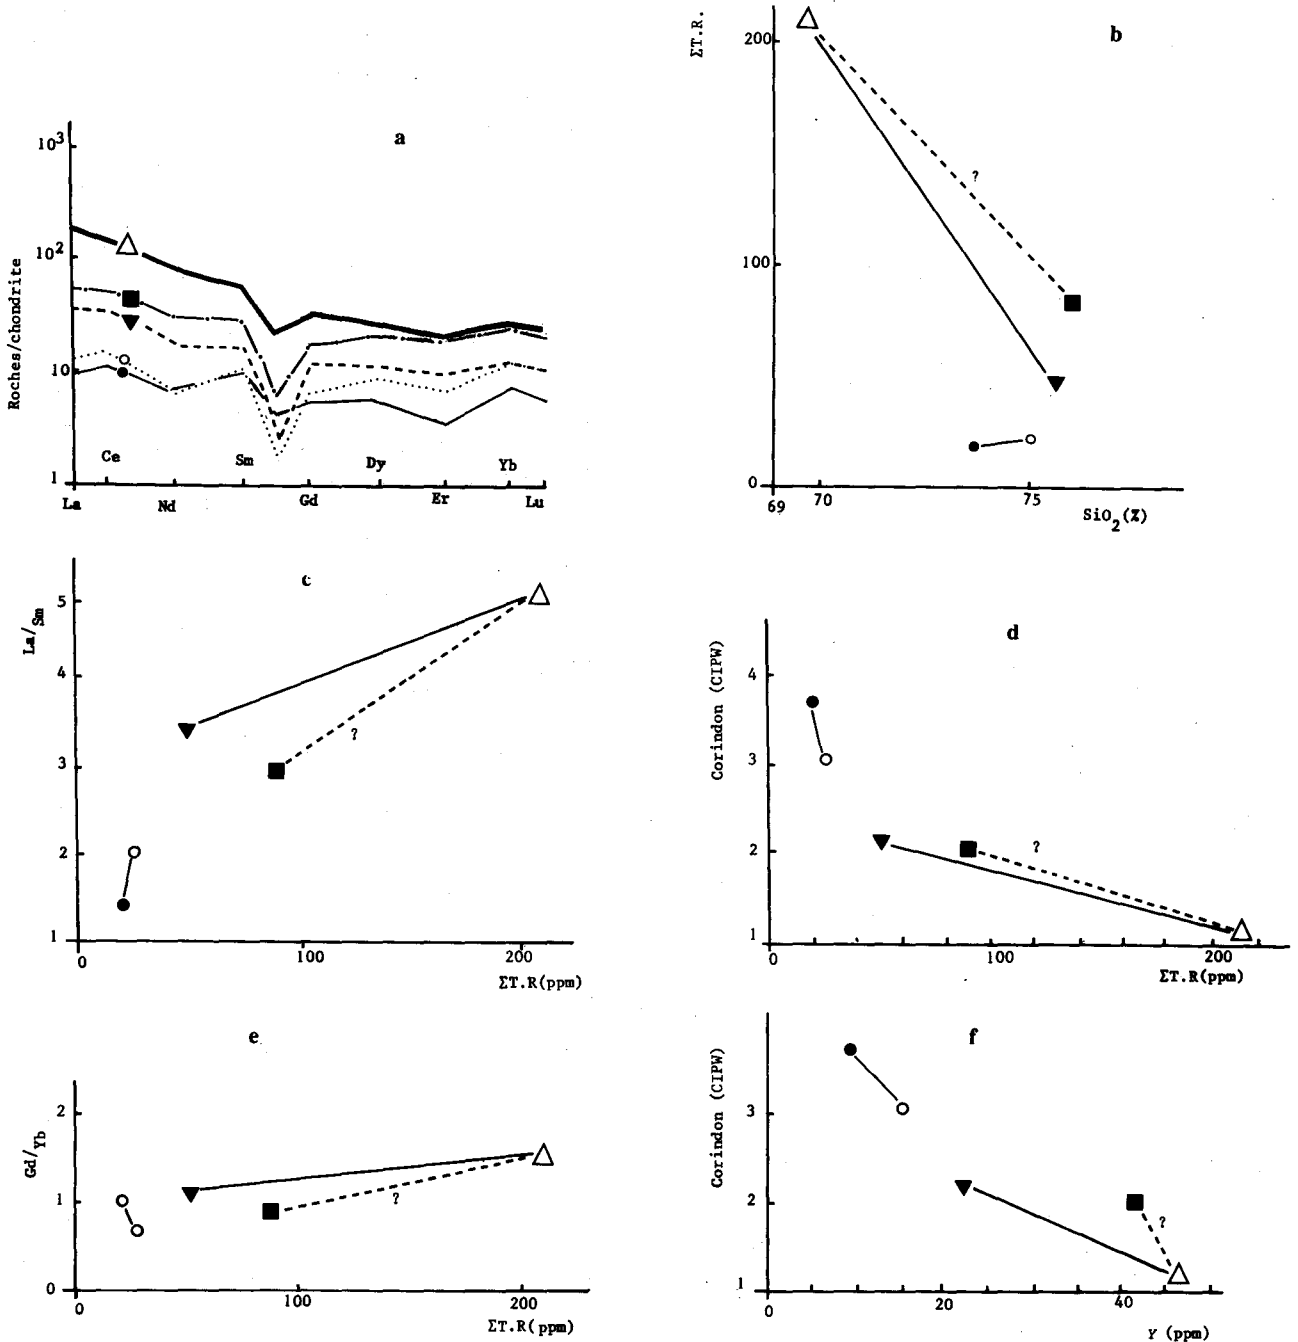 a
10³
10²
10
1
Roches/chondrite
La
Ce
Nd
Sm
Gd
Dy
Er
Yb
Lu
b
ΣT.R.
200
100
0
?
69
70
75
SiO₂(%)
c
La/Sm
5
4
3
2
1
?
0
100
200
ΣT.R(ppm)
d
Corindon (CIPW)
4
3
2
1
?
0
100
200
ΣT.R(ppm)
e
Gd/Yb
2
1
0
?
0
100
200
ΣT.R(ppm)
f
Corindon (CIPW)
3
2
1
?
0
20
40
Y (ppm)